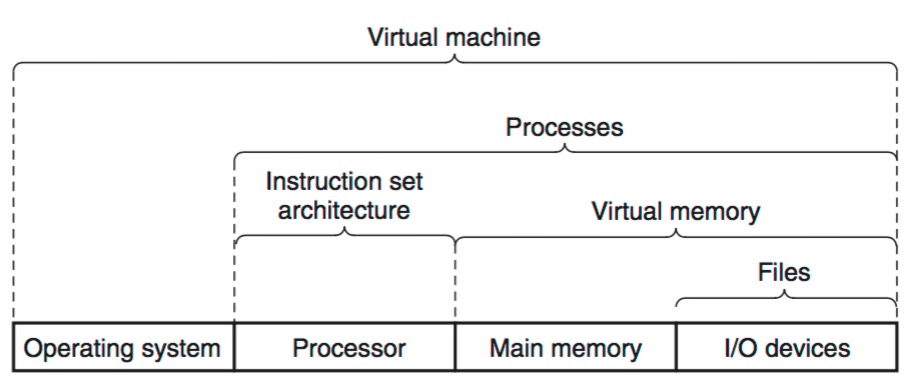 Virtual machine
Processes
Instruction set
architecture
Virtual memory
Files
Operating system
Processor
Main memory
I/O devices